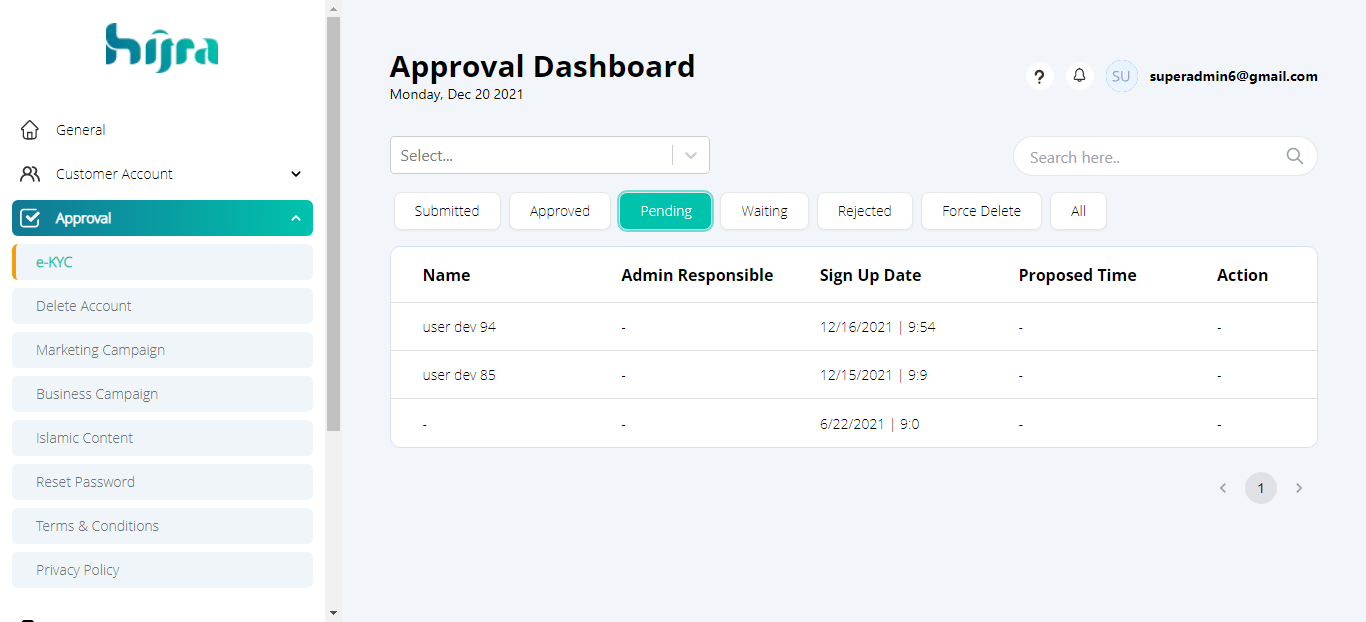 hijra
General
Customer Account
Approval
e-KYC
Delete Account
Marketing Campaign
Business Campaign
Islamic Content
Reset Password
Terms & Conditions
Privacy Policy
Approval Dashboard
Monday, Dec 20 2021
? SU superadmin6@gmail.com
Select...
Search here..
Submitted Approved Pending Waiting Rejected Force Delete All
Name Admin Responsible Sign Up Date Proposed Time Action
user dev 94 - 12/16/2021 | 9:54 - -
user dev 85 - 12/15/2021 | 9:9 - -
- - 6/22/2021 | 9:0 - -
1